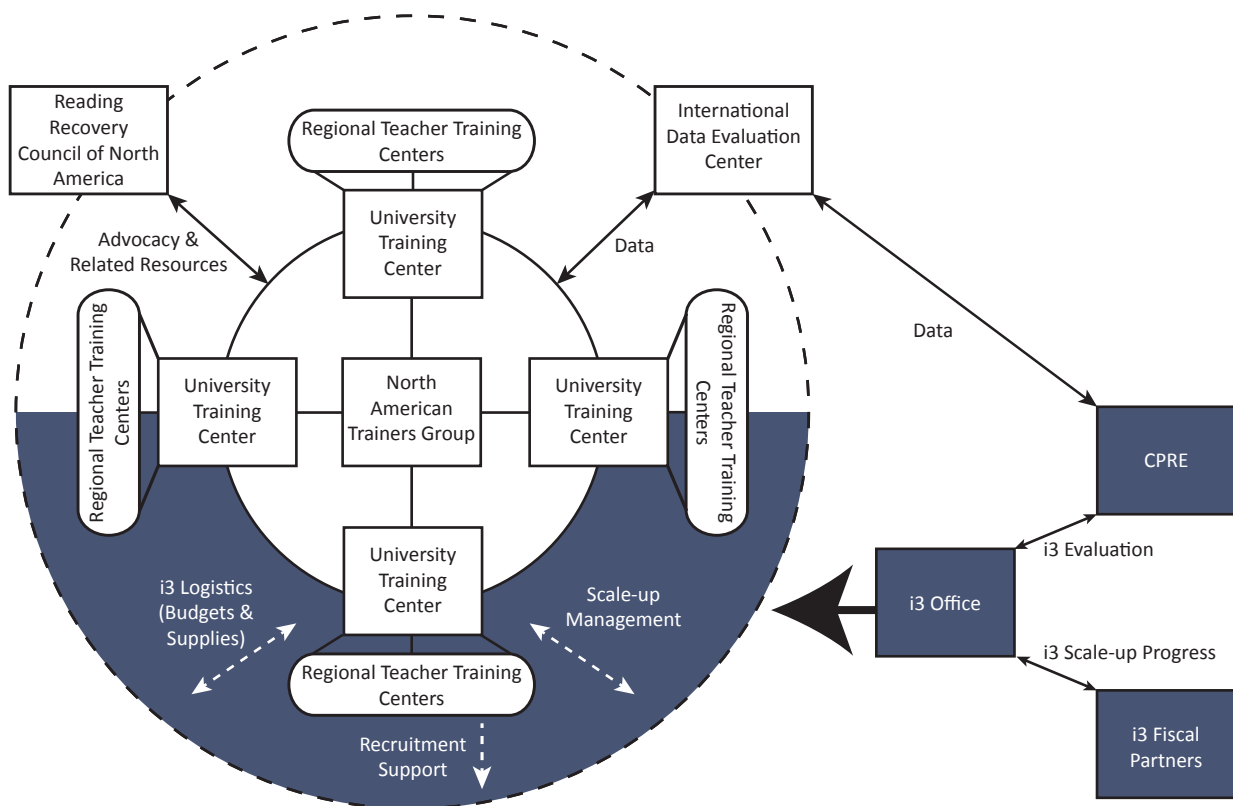 Reading
Recovery
Council of North
America
International
Data Evaluation
Center
Regional Teacher Training
Centers
University
Training
Center
Advocacy &
Related Resources
Data
Data
Regional Teacher Training
Centers
University
Training
Center
North
American
Trainers Group
University
Training
Center
Regional Teacher Training
Centers
CPRE
i3 Evaluation
University
Training
Center
i3 Logistics
(Budgets &
Supplies)
Scale-up
Management
i3 Office
i3 Scale-up Progress
Regional Teacher Training
Centers
Recruitment
Support
i3 Fiscal
Partners